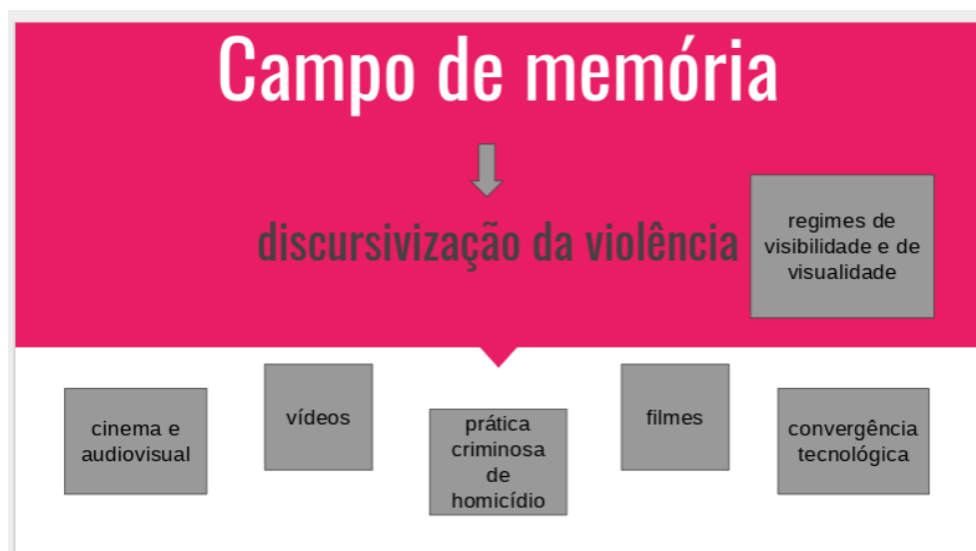 Campo de memória
discursivização da violência
regimes de
visibilidade e de
visualidade
cinema e
audiovisual
vídeos
prática
criminosa
de
homicídio
filmes
convergência
tecnológica